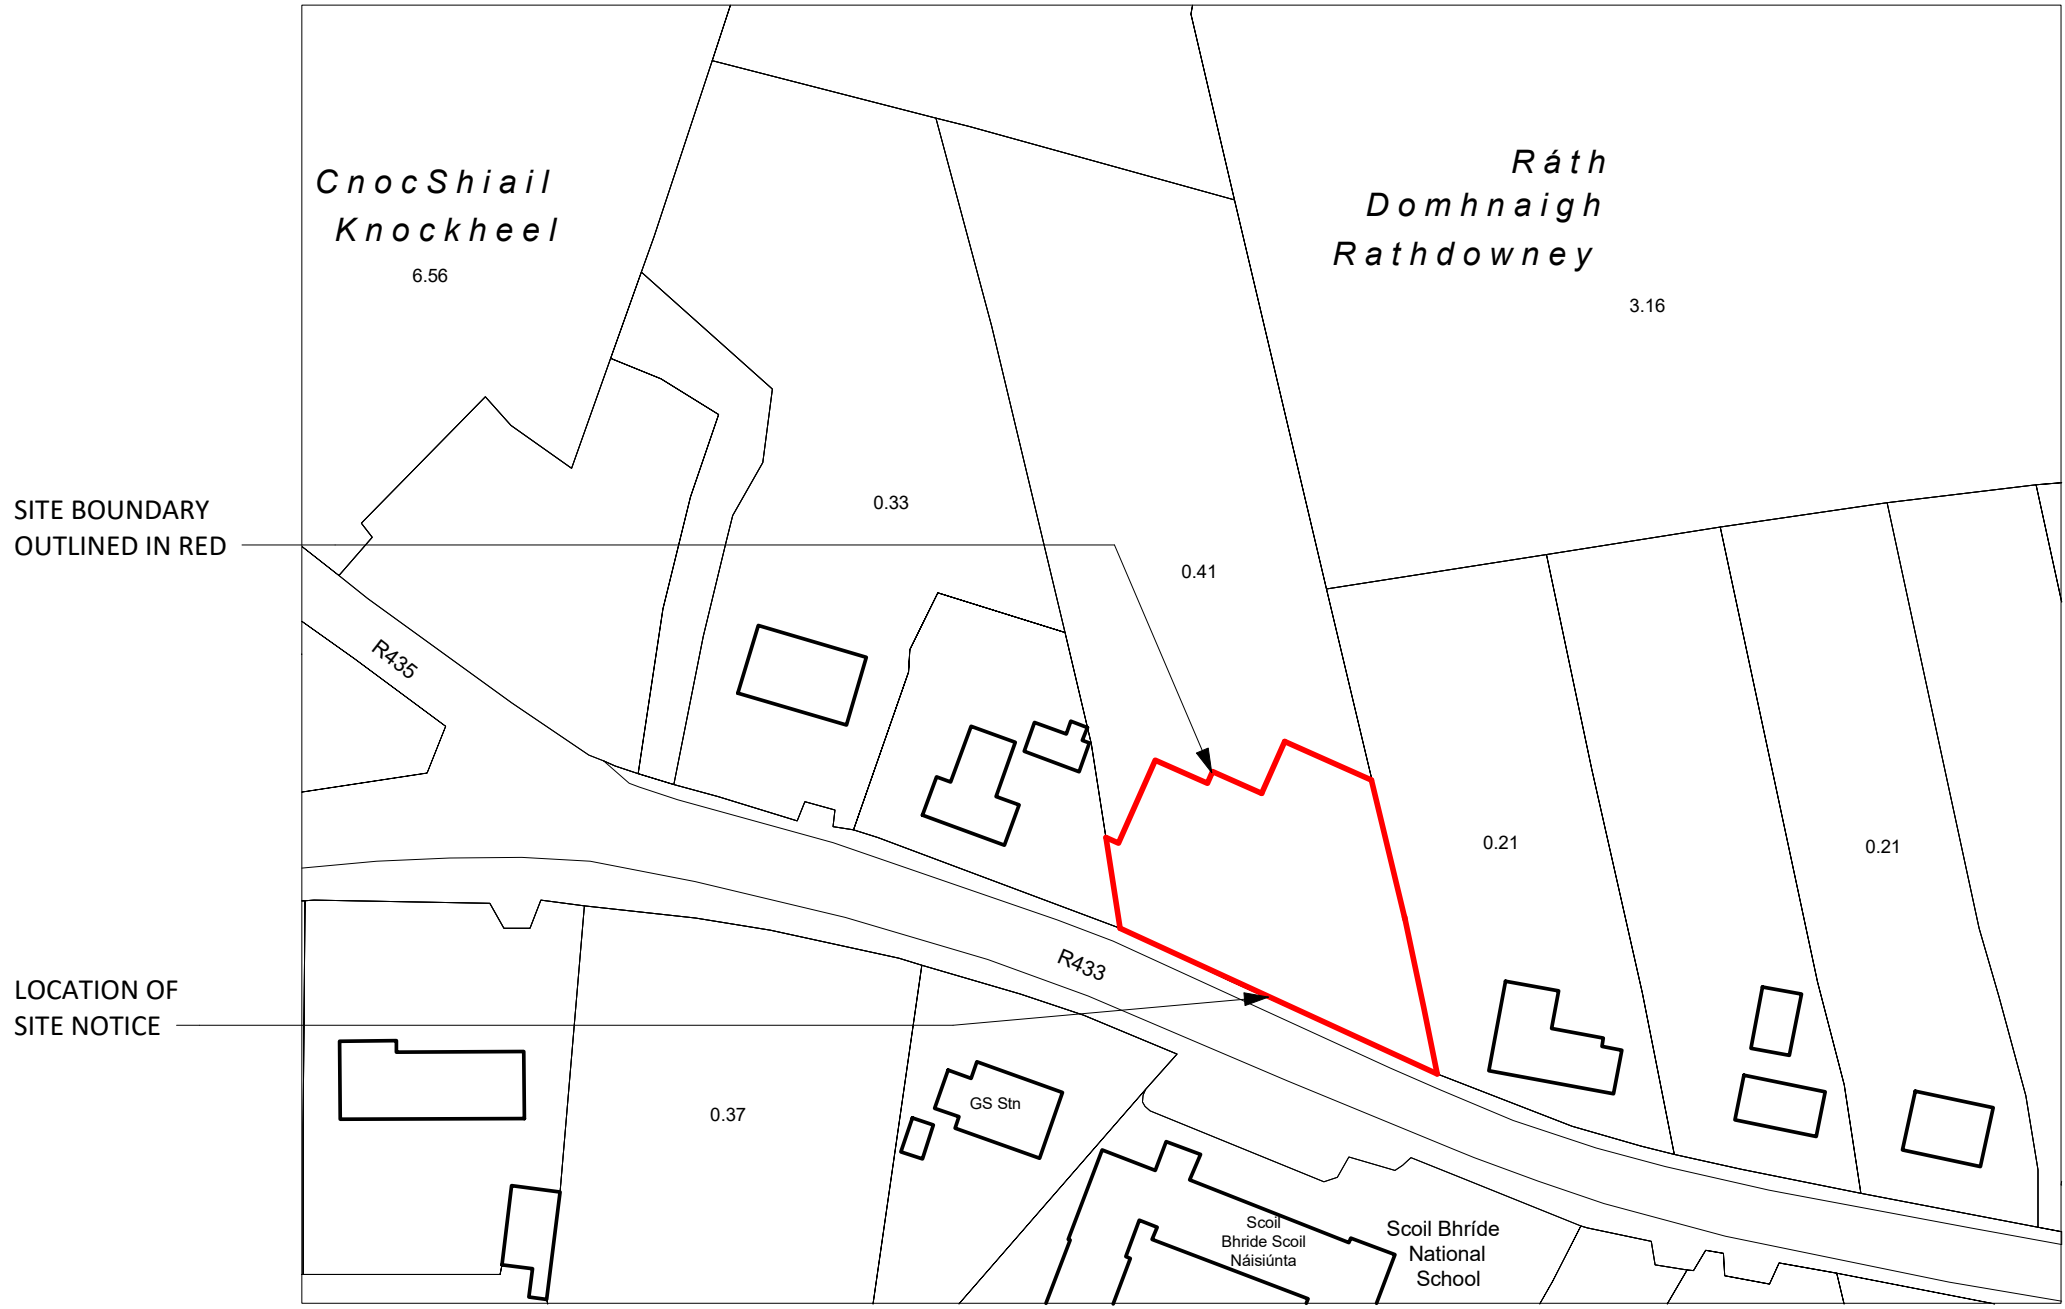 CnocShiail
Knockheel
6.56
Ráth
Domhnaigh
Rathdowney
3.16
SITE BOUNDARY
OUTLINED IN RED
0.33
0.41
R435
0.21
0.21
R433
LOCATION OF
SITE NOTICE
GS Stn
0.37
Scoil
Bhride Scoil
Náisiúnta
Scoil Bhríde
National
School